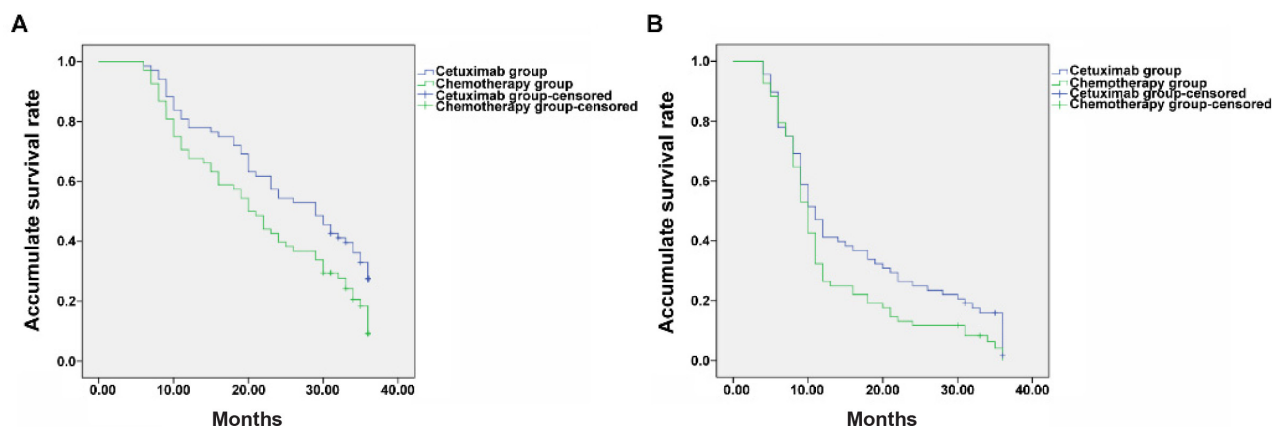 A
Accumulate survival rate
1.0
0.8
0.6
0.4
0.2
0.0
0.00 10.00 20.00 30.00 40.00
Months
Cetuximab group
Chemotherapy group
Cetuximab group-censored
Chemotherapy group-censored
B
Accumulate survival rate
1.0
0.8
0.6
0.4
0.2
0.0
0.00 10.00 20.00 30.00 40.00
Months
Cetuximab group
Chemotherapy group
Cetuximab group-censored
Chemotherapy group-censored